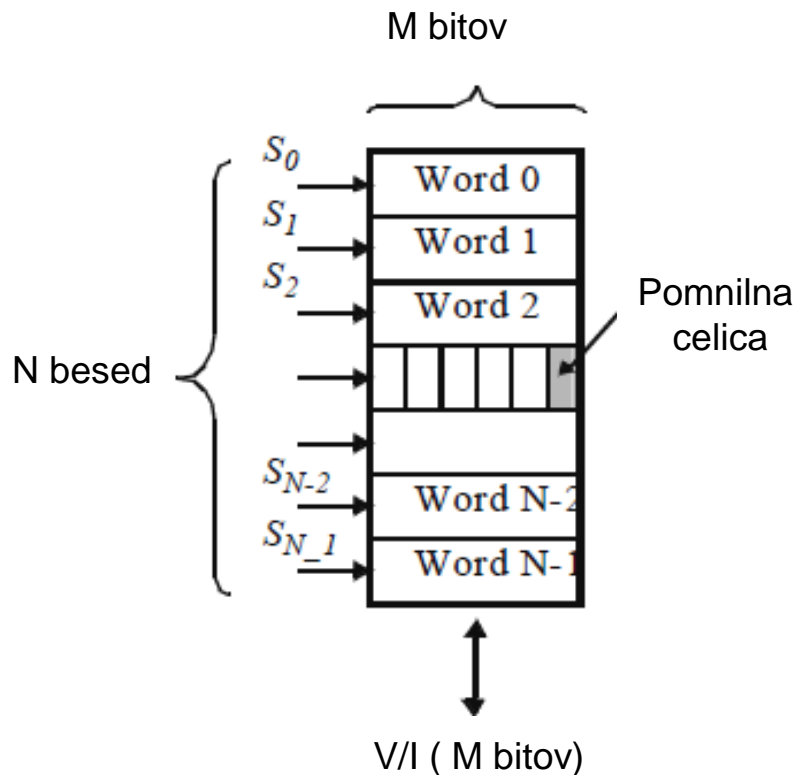 M bitov
S0
Word 0
S1
Word 1
S2
Word 2
Pomnilna
celica
N besed
SN-2
Word N-2
SN_1
Word N-1
V/I ( M bitov)